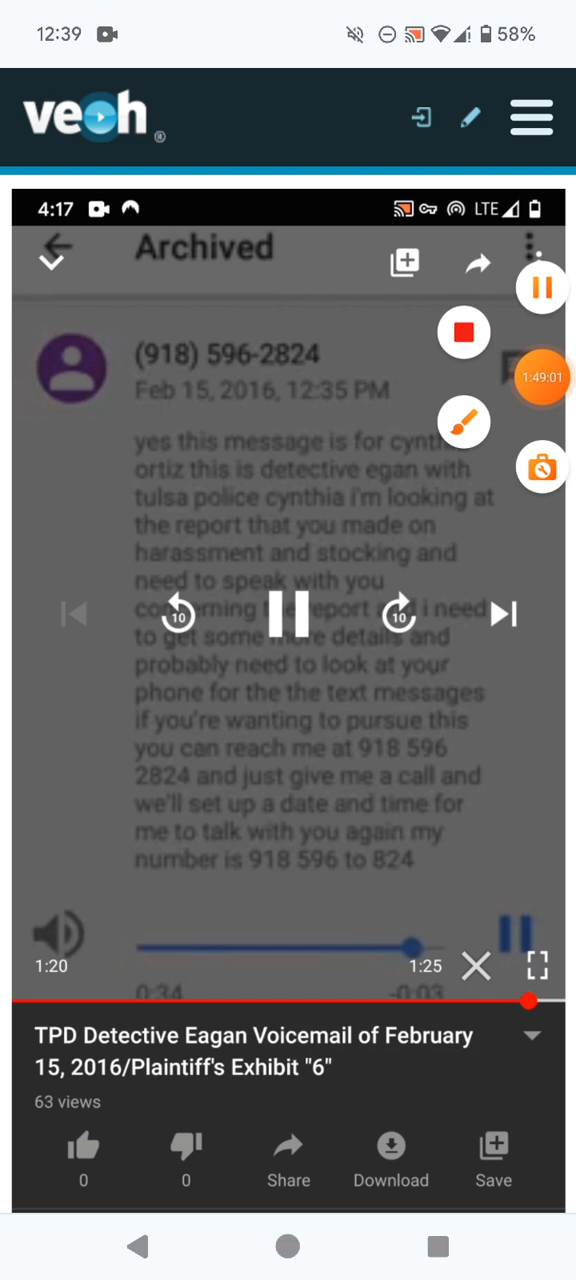 12:39
58%
veoh
®
4:17
LTE
Archived
(918) 596-2824
Feb 15, 2016, 12:35 PM
1:49:01
yes this message is for
ortiz this is detective egan with
tulsa police cynthia i'm looking at
the report that you made on
harassment and stocking and
need to speak with you
report i need
to get some more details and
probably need to look at your
phone for the the text messages
if you're wanting to pursue this
you can reach me at 918 596
2824 and just give me a call and
we'll set up a date and time for
me to talk with you again my
number is 918 596 to 824
10
10
1:20
1:25
0:34
-0:03
TPD Detective Eagan Voicemail of February
15, 2016/Plaintiff's Exhibit "6"
63 views
0
0
Share
Download
Save